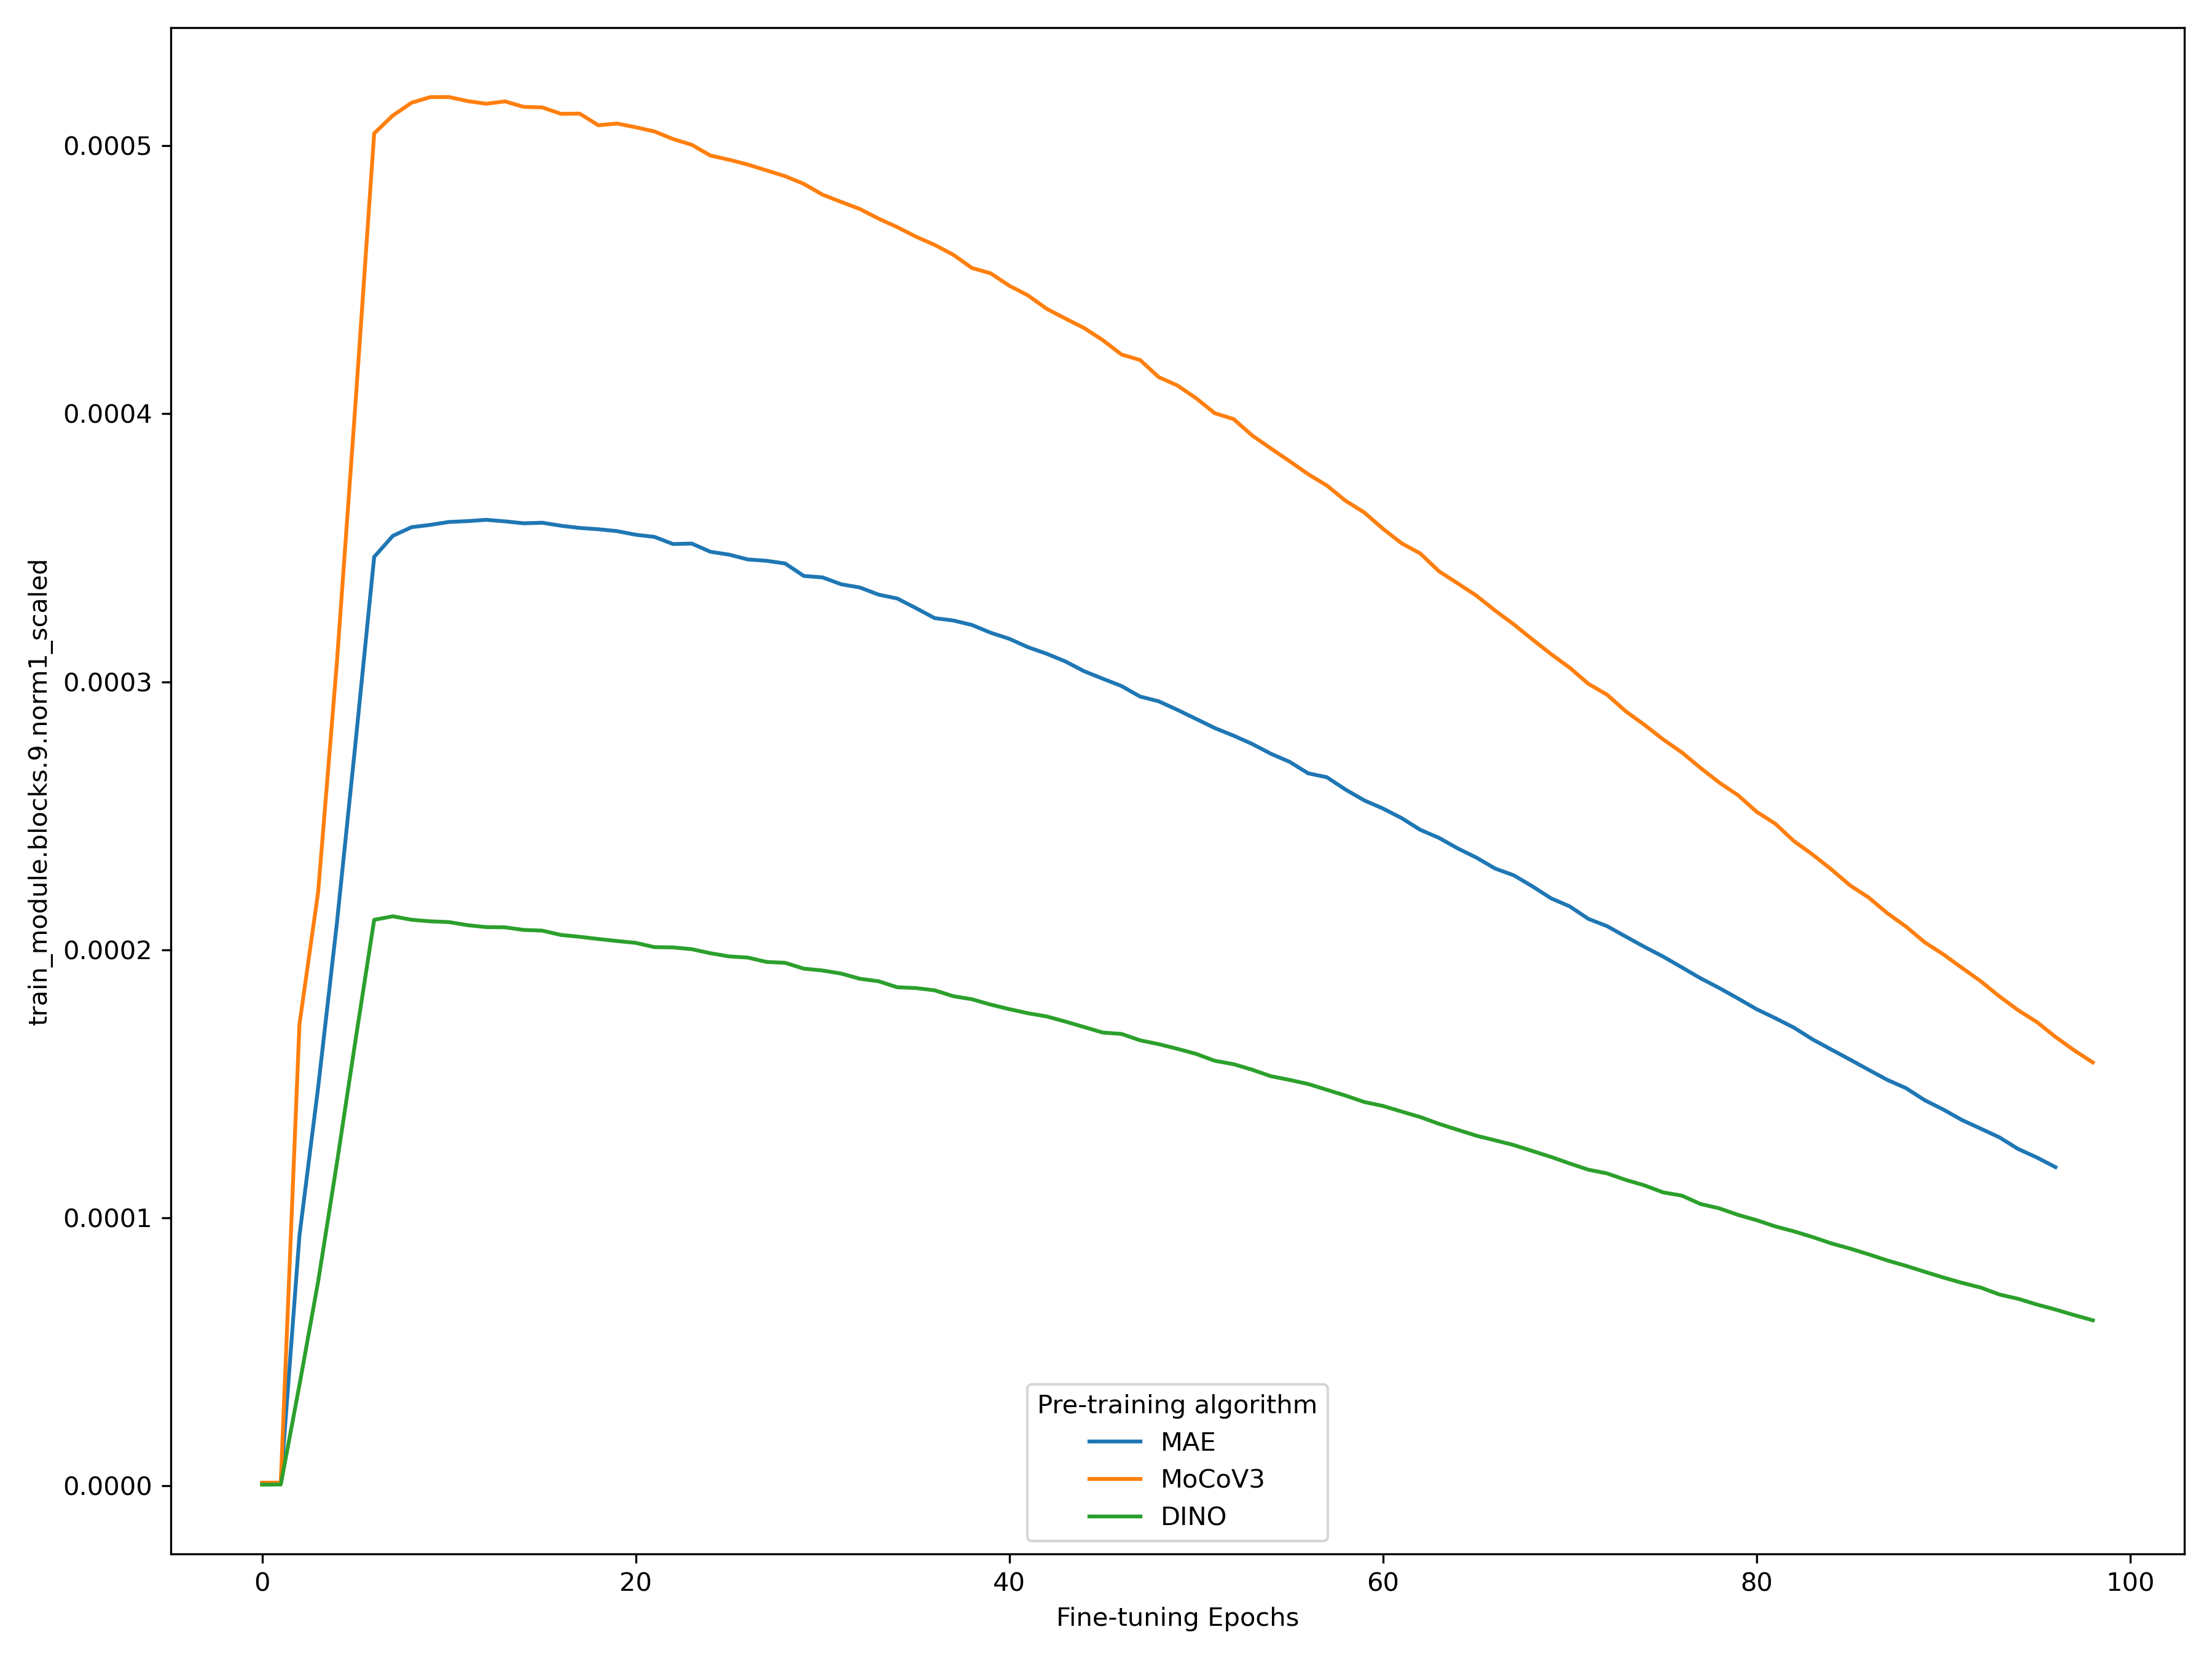 0.0005
0.0004
0.0003
0.0002
0.0001
0.0000
train_module.blocks.9.norm1_scaled
Pre-training algorithm
MAE
MoCoV3
DINO
0 20 40 60 80 100
Fine-tuning Epochs